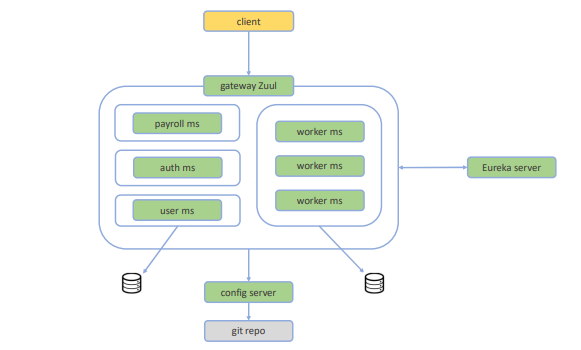 client
gateway Zuul
payroll ms
auth ms
user ms
worker ms
worker ms
worker ms
Eureka server
config server
git repo